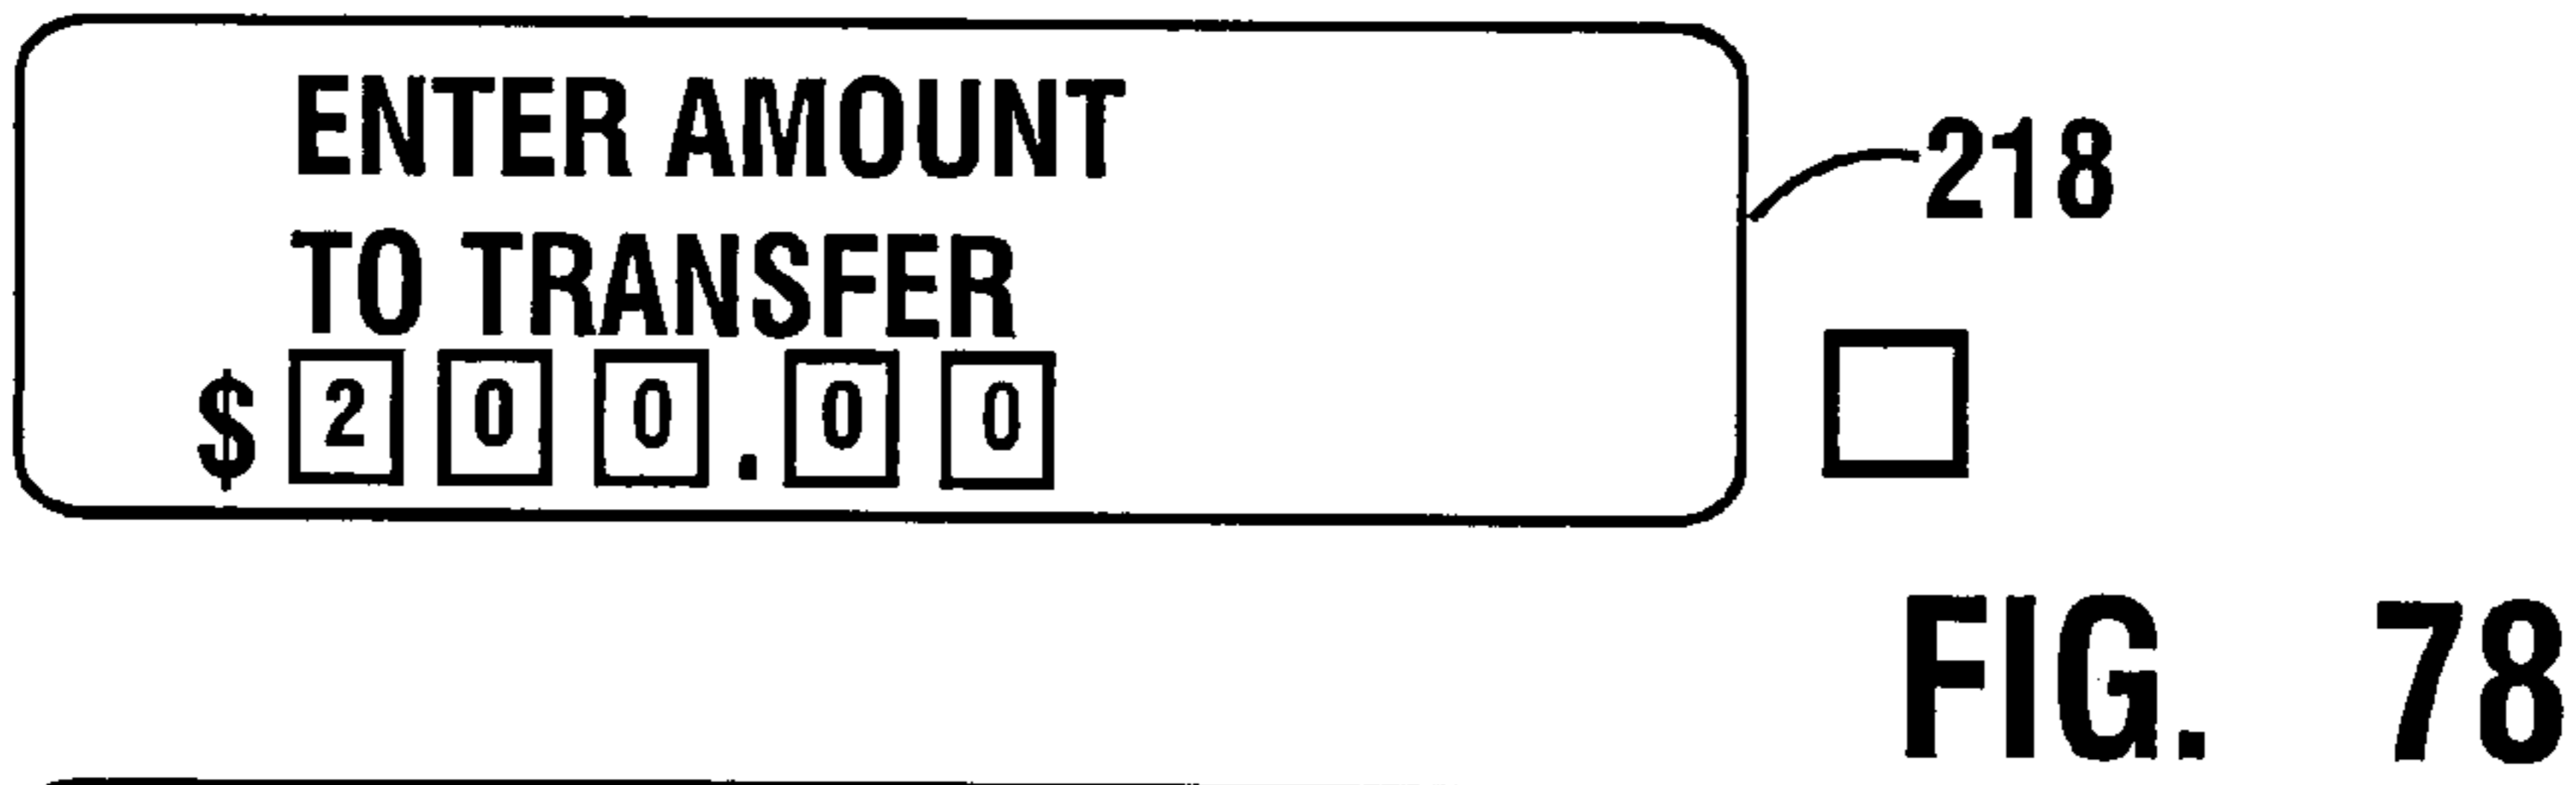 ENTER AMOUNT
TO TRANSFER
$ 2 0 0 . 0 0
218
FIG. 78